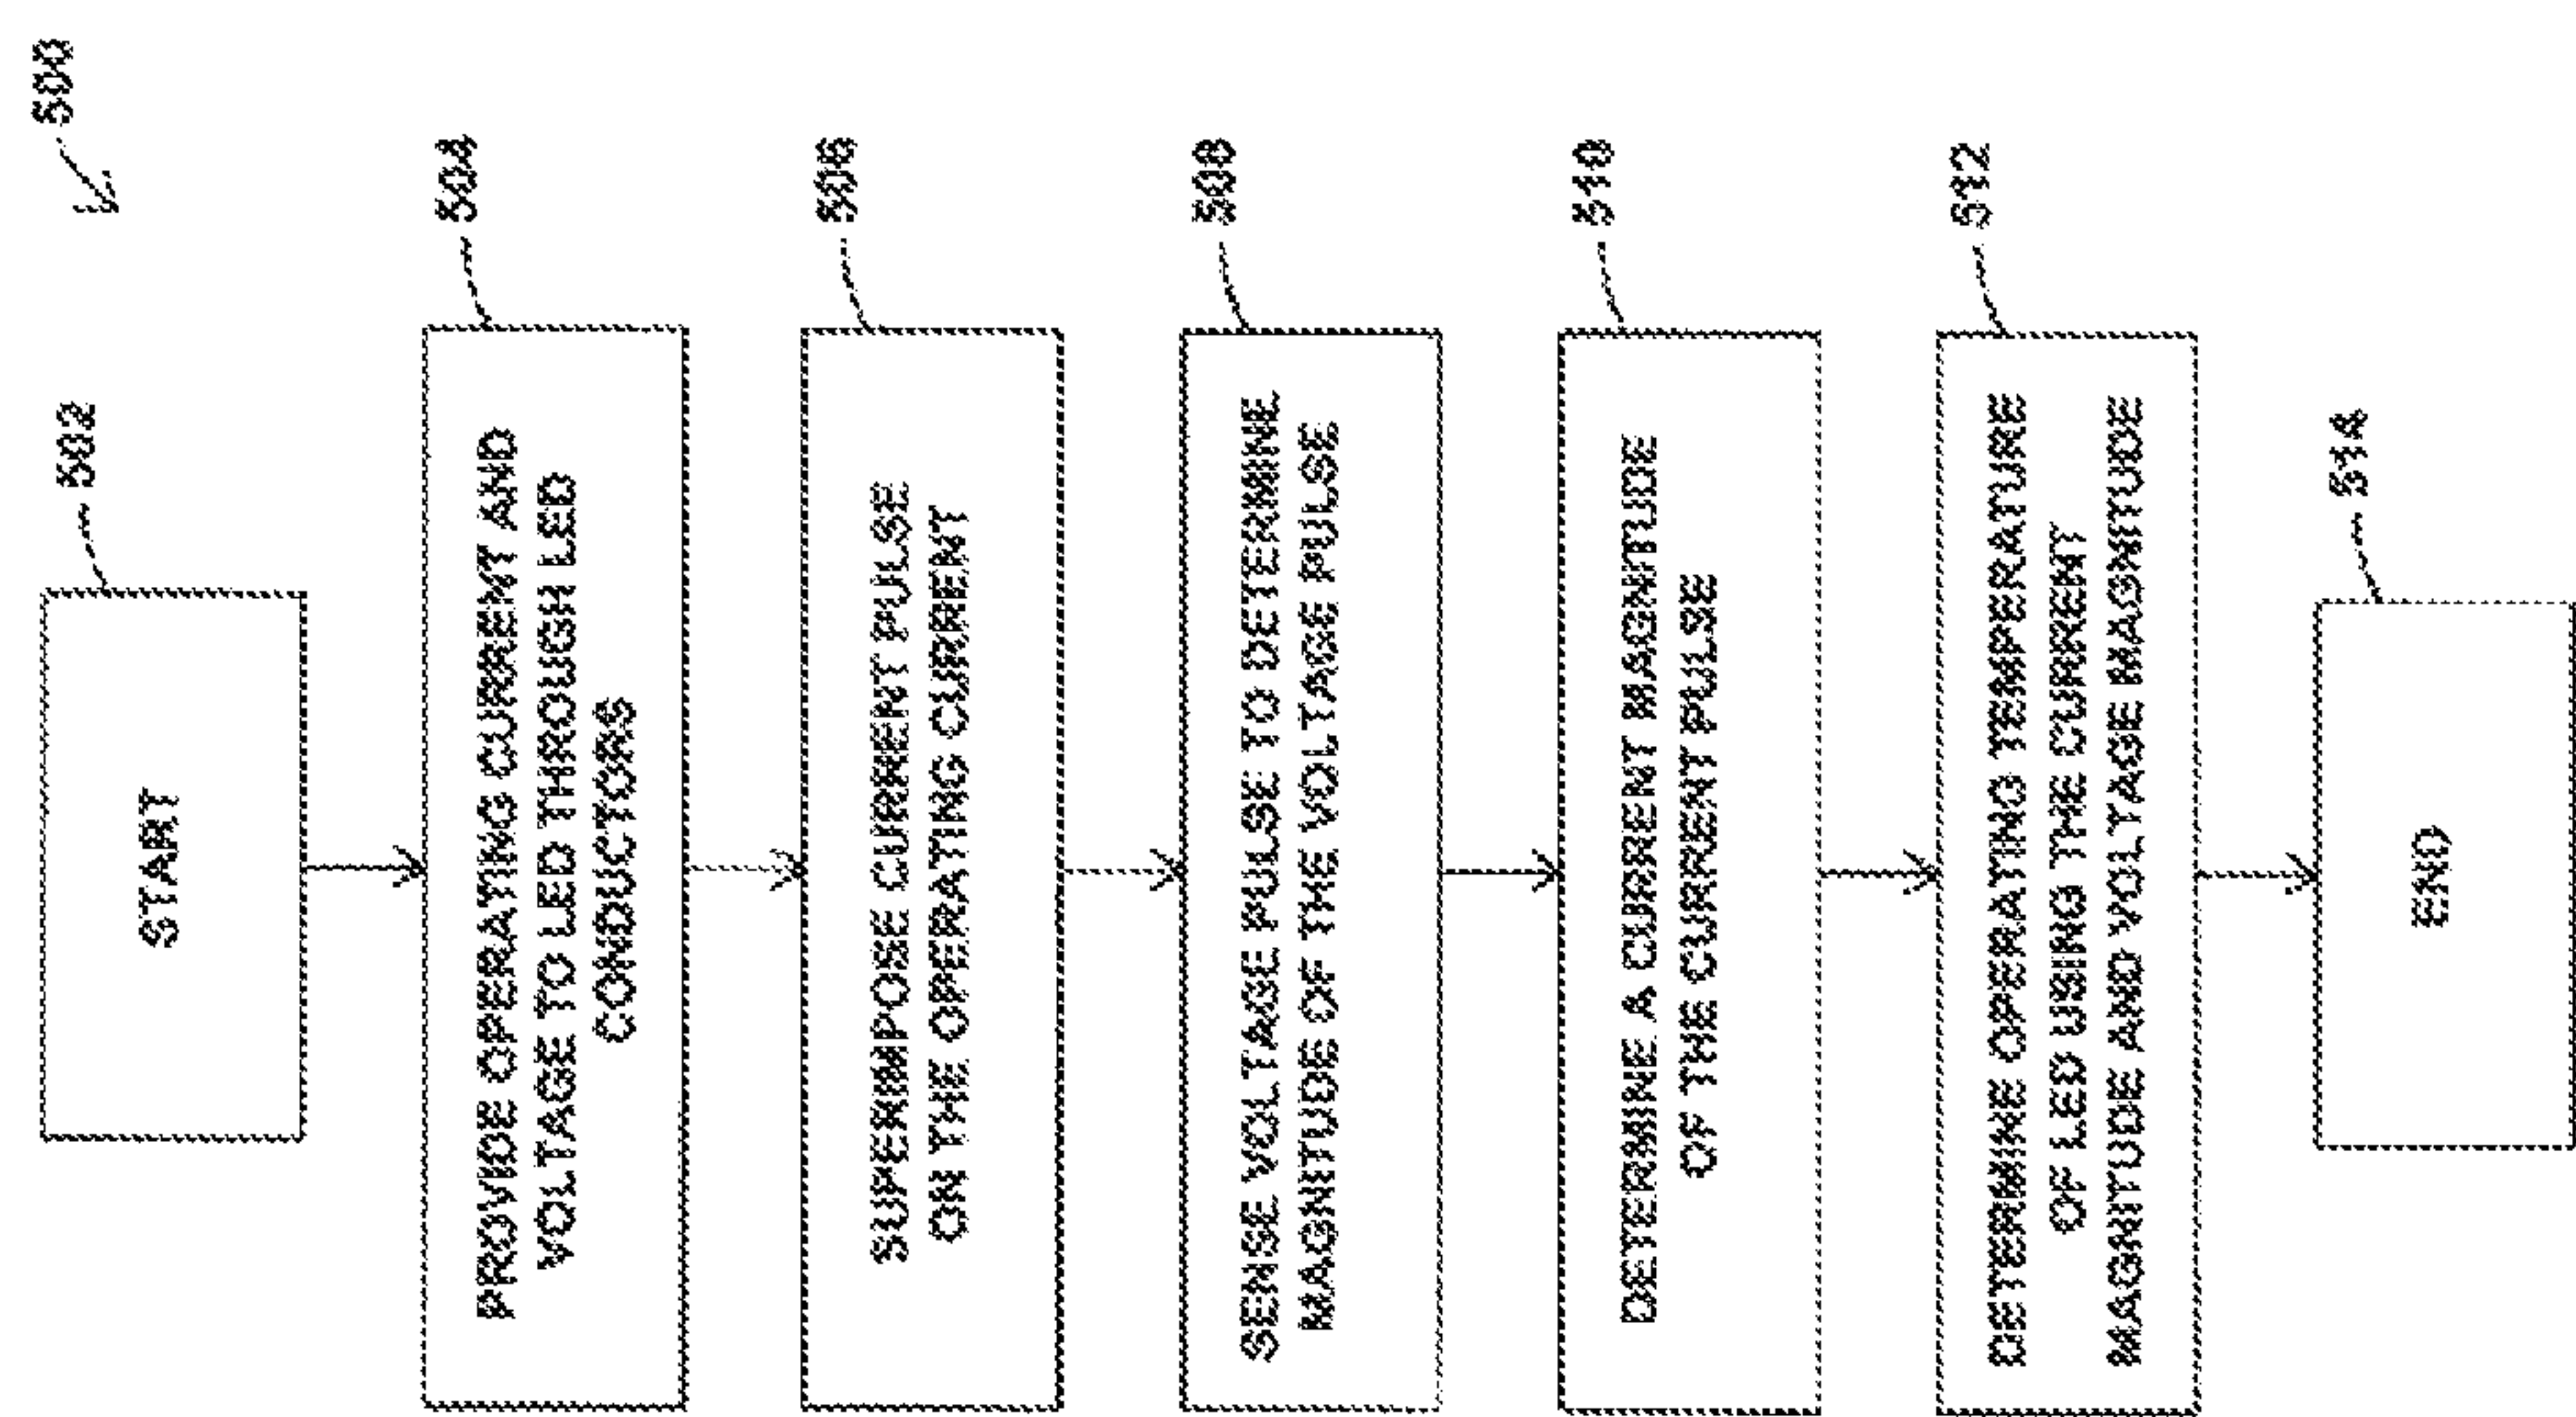 500
502
START
504
PROVIDE OPERATING CURRENT AND
VOLTAGE TO LED THROUGH LED
CONDUCTORS
506
SUPERIMPOSE CURRENT PULSE
ON THE OPERATING CURRENT
508
SENSE VOLTAGE PULSE TO DETERMINE
MAGNITUDE OF THE VOLTAGE PULSE
510
DETERMINE A CURRENT MAGNITUDE
OF THE CURRENT PULSE
512
DETERMINE OPERATING TEMPERATURE
OF LED USING THE CURRENT
MAGNITUDE AND VOLTAGE MAGNITUDE
514
END